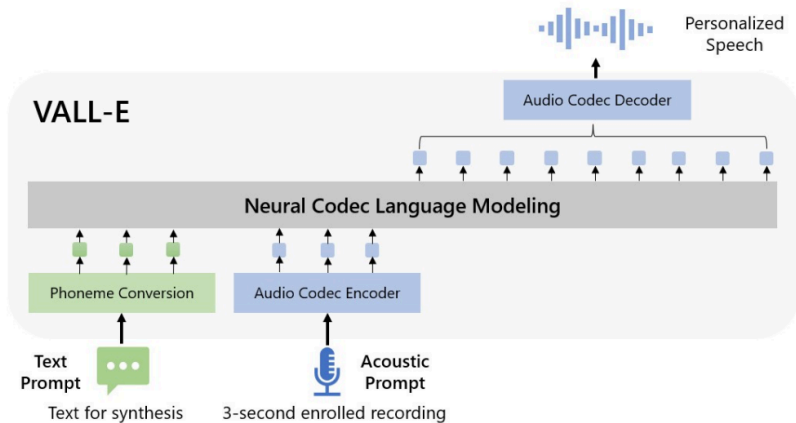 Personalized
Speech
Audio Codec Decoder
VALL-E
Neural Codec Language Modeling
Phoneme Conversion
Audio Codec Encoder
Text
Prompt
Acoustic
Prompt
Text for synthesis
3-second enrolled recording